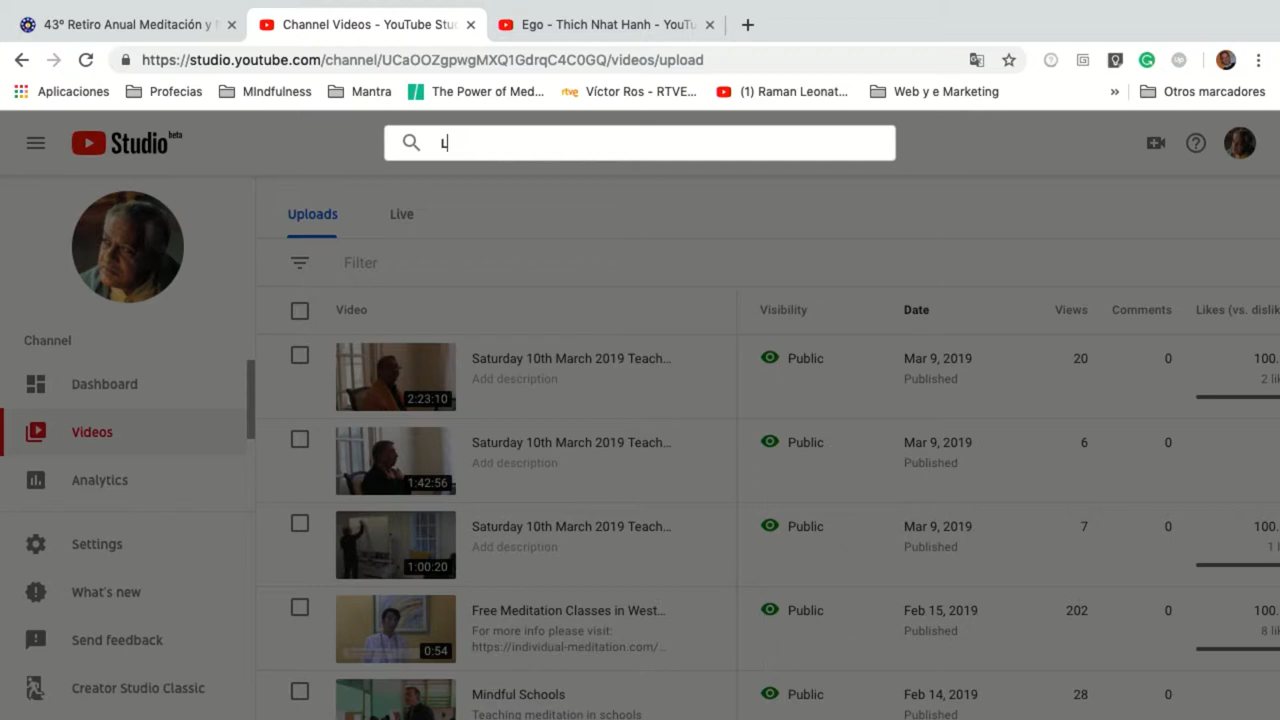 43º Retiro Anual Meditación y
Channel Videos - YouTube Stu
Ego - Thich Nhat Hanh - YouTu
https://studio.youtube.com/channel/UCaOOZgpwgMXQ1GdrqC4C0GQ/videos/upload
Aplicaciones
Profecias
MIndfulness
Mantra
The Power of Med...
rtve
Víctor Ros - RTVE...
(1) Raman Leonat...
Web y e Marketing
»
Otros marcadores
Studio beta
L
Uploads
Live
Filter
Video
Visibility
Date
Views
Comments
Likes (vs. dislik
Channel
Dashboard
Videos
Analytics
Settings
What's new
Send feedback
Creator Studio Classic
Saturday 10th March 2019 Teach...
Add description
2:23:10
Public
Mar 9, 2019
Published
20
0
100.
2 lik
Saturday 10th March 2019 Teach...
Add description
1:42:56
Public
Mar 9, 2019
Published
6
0
Saturday 10th March 2019 Teach...
Add description
1:00:20
Public
Mar 9, 2019
Published
7
0
100.
1 l
Free Meditation Classes in West...
For more info please visit:
https://individual-meditation.com/...
0:54
Public
Feb 15, 2019
Published
202
0
100.
8 lik
Mindful Schools
Teaching meditation in schools
Public
Feb 14, 2019
Published
28
0
100.